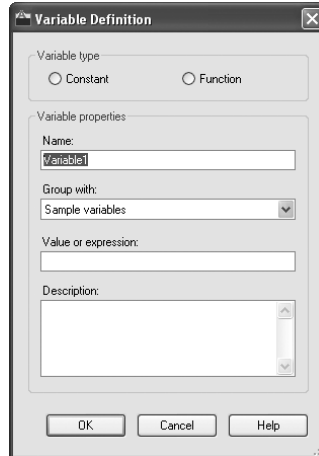 Variable Definition
Variable type
Constant Function
Variable properties
Name:
Variable1
Group with:
Sample variables
Value or expression:
Description:
OK Cancel Help